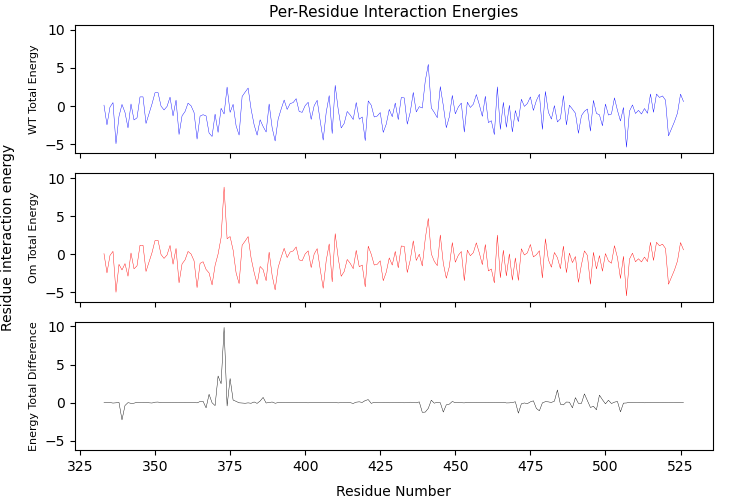 Per-Residue Interaction Energies
Residue interaction energy
WT Total Energy
10
5
0
−5
Om Total Energy
10
5
0
−5
Energy Total Difference
10
5
0
−5
325 350 375 400 425 450 475 500 525
Residue Number